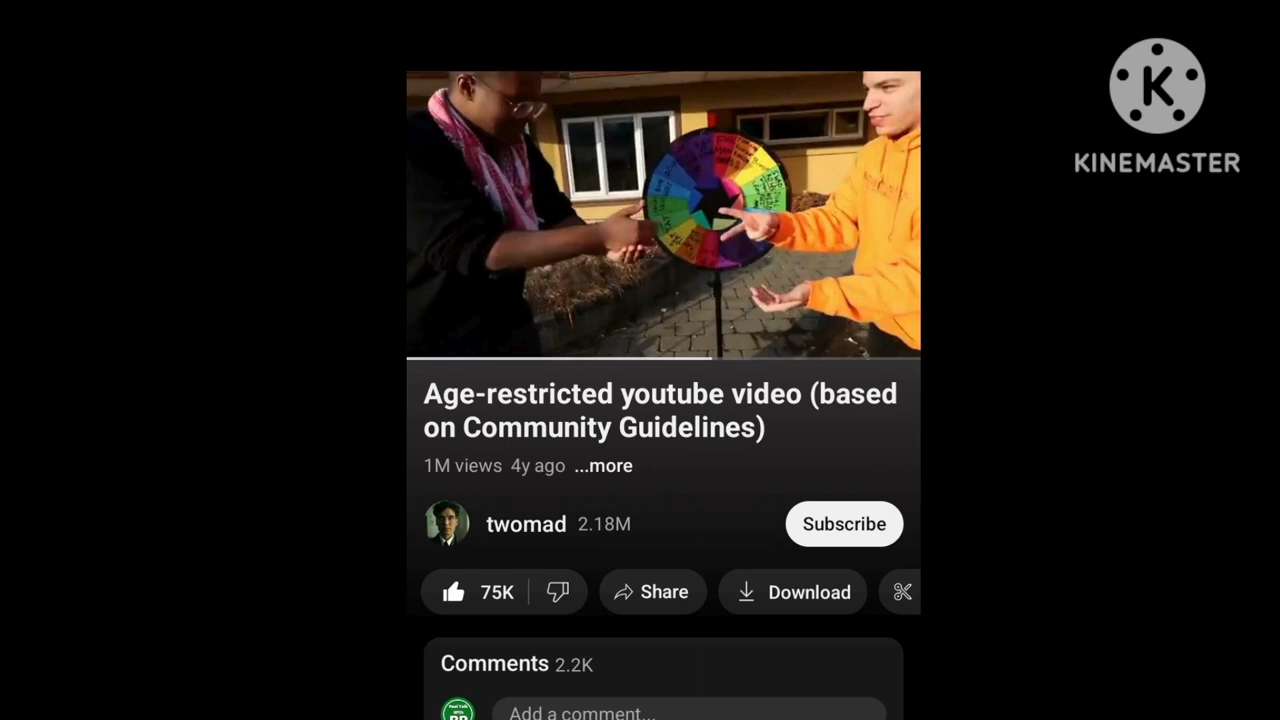 KINEMASTER
Age-restricted youtube video (based
on Community Guidelines)
1M views 4y ago ...more
twomad 2.18M
Subscribe
75K
Share
Download
Comments 2.2K
Add a comment...